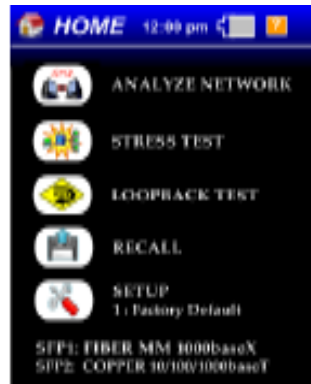 HOME 12:00 pm ?
ANALYZE NETWORK
STRESS TEST
LOOPBACK TEST
RECALL
SETUP
1: Factory Default
SFP1: FIBER MM 1000baseX
SFP2: COPPER 10/100/1000baseT